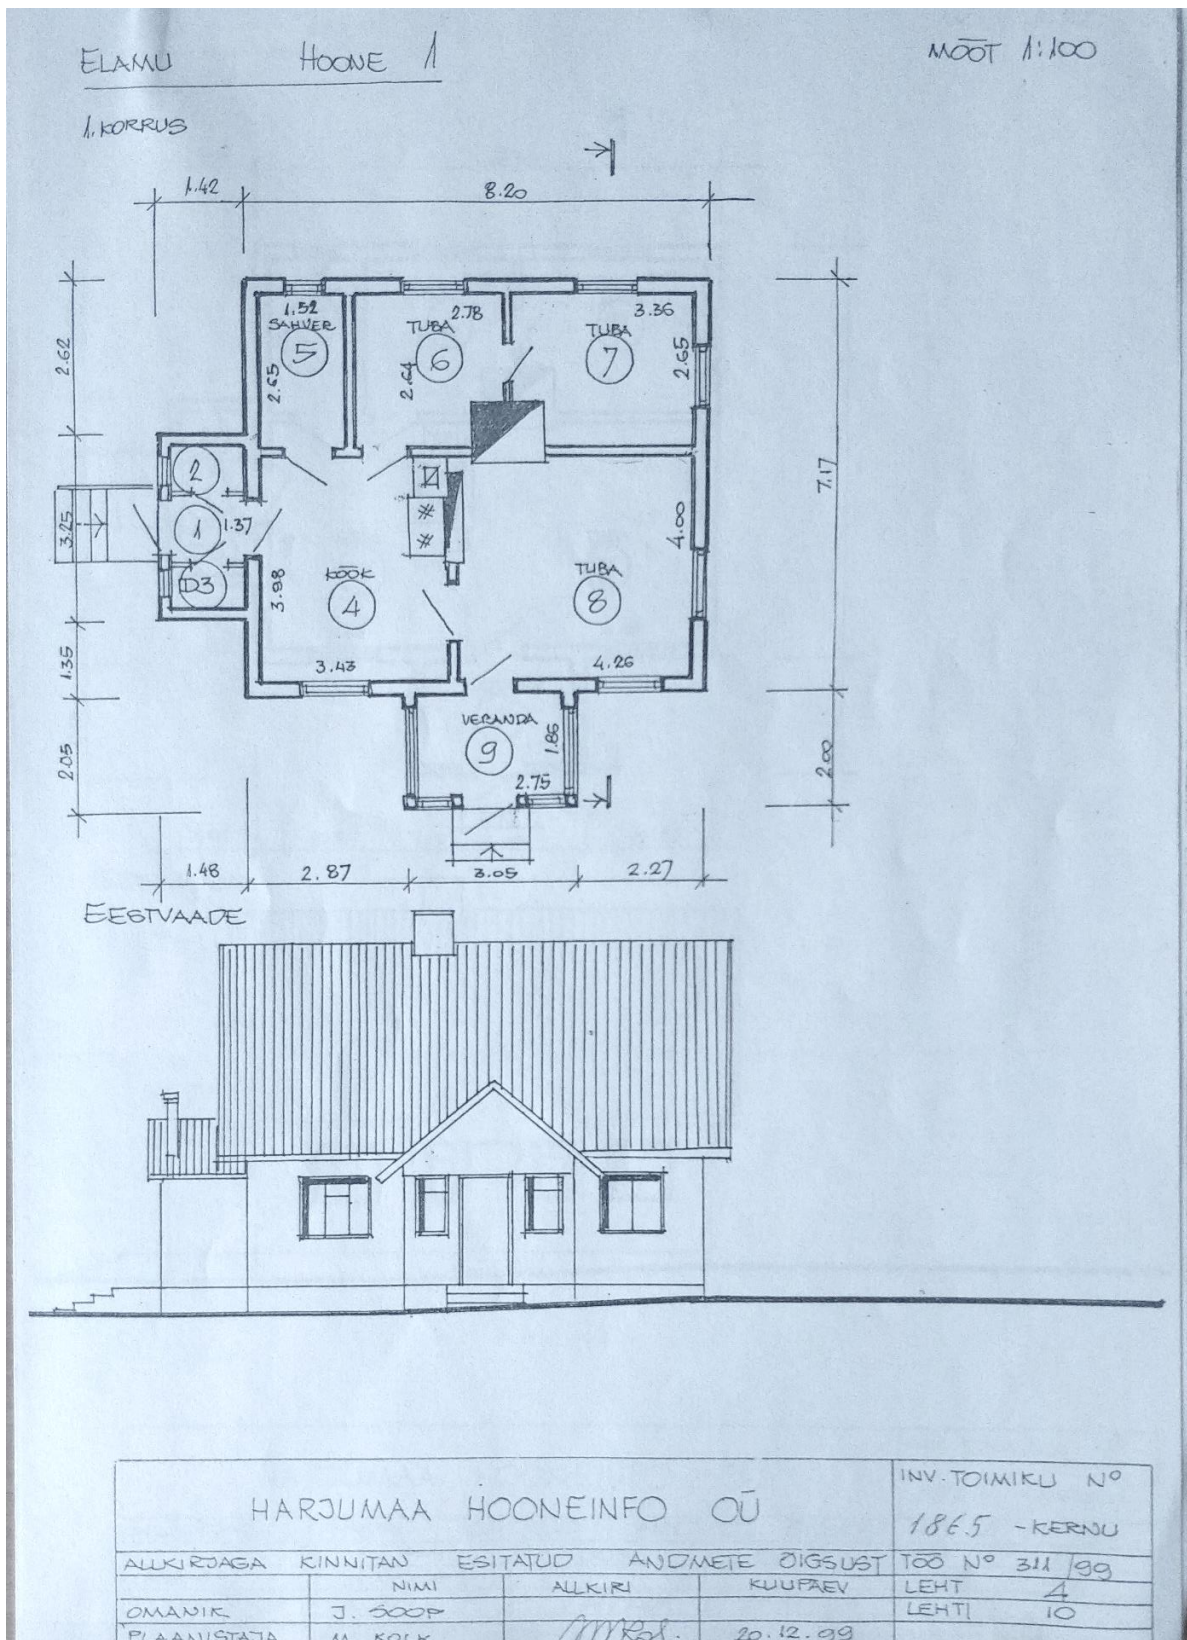 ELAMU HOONE 1
MÕÕT 1:100
1. KORRUS
1.42
8.20
1.52
SAHVER
5
2.65
2.78
TUBA
6
2.64
3.36
TUBA
7
2.65
2.62
2
1
1.37
D3
3.25
KÖÖK
4
3.98
3.43
TUBA
8
4.00
4.26
7.17
1.35
VERANDA
9
1.86
2.75
2.05
2.00
1.48
2.87
3.05
2.27
EESTVAADE
HARJUMAA HOONEINFO OÜ
INV. TOIMIKU Nº
1865 -KERNU
ALLKIRJAGA KINNITAN ESITATUD ANDMETE ÕIGSUST
TÖÖ Nº 311/99
NIMI ALLKIRI KUUPÄEV
LEHT 4
OMANIK J. SOOP
LEHTI 10
PLAANISTAJA M. KOLK 20.12.99